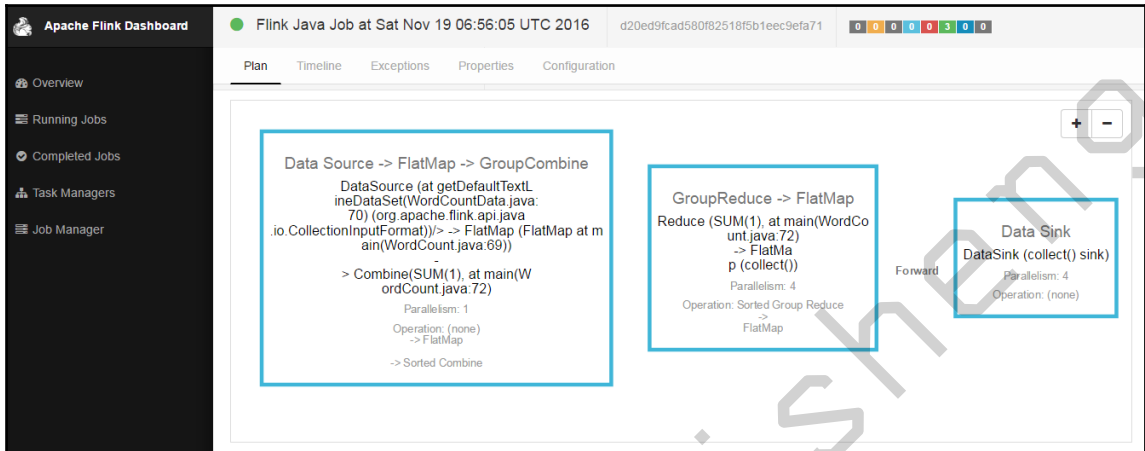 Apache Flink Dashboard
Flink Java Job at Sat Nov 19 06:56:05 UTC 2016
d20ed9fcad580f82518f5b1eec9efa71
0 0 0 0 0 3 0 0
Plan Timeline Exceptions Properties Configuration
Overview
Running Jobs
Completed Jobs
Task Managers
Job Manager
+ −
Data Source -> FlatMap -> GroupCombine
DataSource (at getDefaultTextL
ineDataSet(WordCountData.java:
70) (org.apache.flink.api.java
.io.CollectionInputFormat))/> -> FlatMap (FlatMap at m
ain(WordCount.java:69))
-
> Combine(SUM(1), at main(W
ordCount.java:72)
Parallelism: 1
Operation: (none)
-> FlatMap
-> Sorted Combine
GroupReduce -> FlatMap
Reduce (SUM(1), at main(WordCo
unt.java:72)
-> FlatMa
p (collect())
Parallelism: 4
Operation: Sorted Group Reduce
->
FlatMap
Forward
Data Sink
DataSink (collect() sink)
Parallelism: 4
Operation: (none)